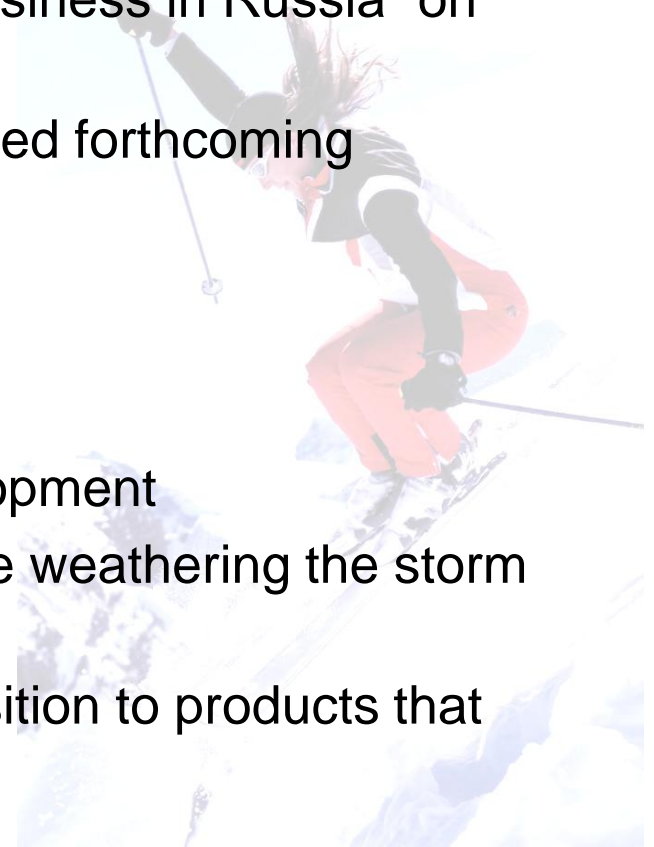 siness in Russia" on
ed forthcoming
opment
e weathering the storm
sition to products that